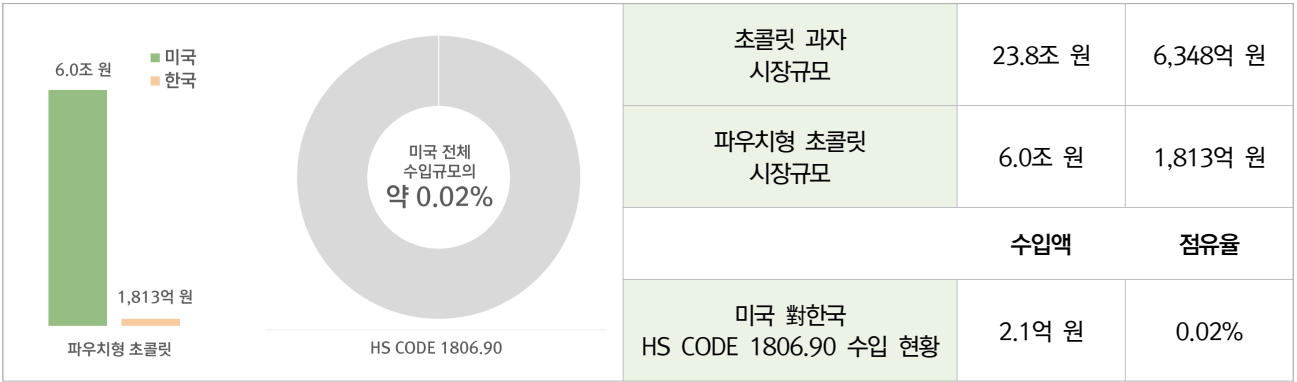 6.0조 원
미국
한국
1,813억 원
파우치형 초콜릿
미국 전체
수입규모의
약 0.02%
HS CODE 1806.90
초콜릿 과자
시장규모
23.8조 원
6,348억 원
파우치형 초콜릿
시장규모
6.0조 원
1,813억 원
수입액
점유율
미국 對한국
HS CODE 1806.90 수입 현황
2.1억 원
0.02%